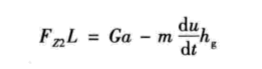 F_{Z2}L = Ga − m \frac{du}{dt} h_g